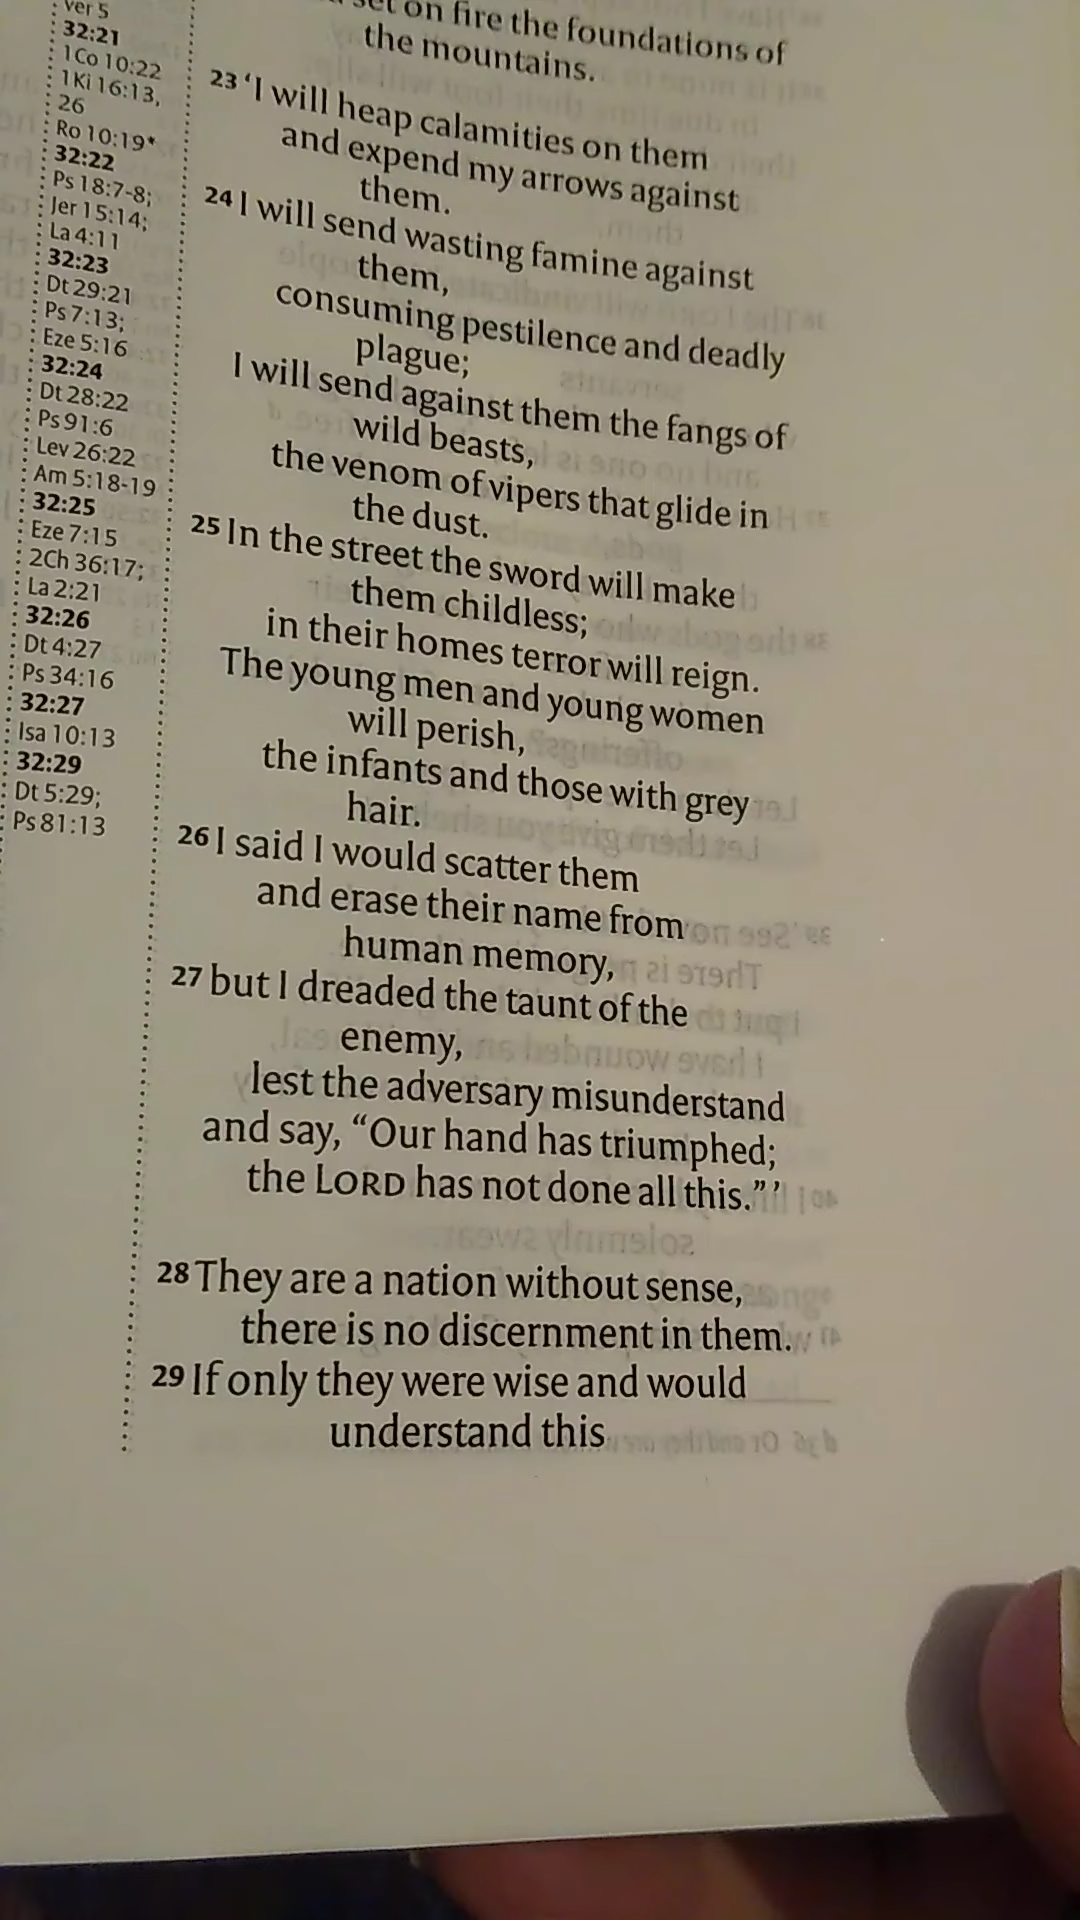 ver 5
32:21
1Co 10:22
1Ki 16:13,
26
Ro 10:19*
32:22
Ps 18:7-8;
Jer 15:14;
La 4:11
32:23
Dt 29:21
Ps 7:13;
Eze 5:16
32:24
Dt 28:22
Ps 91:6
Lev 26:22
Am 5:18-19
32:25
Eze 7:15
2Ch 36:17;
La 2:21
32:26
Dt 4:27
Ps 34:16
32:27
Isa 10:13
32:29
Dt 5:29;
Ps 81:13
set on fire the foundations of
the mountains.
23 ‘I will heap calamities on them
and expend my arrows against
them.
24 I will send wasting famine against
them,
consuming pestilence and deadly
plague;
I will send against them the fangs of
wild beasts,
the venom of vipers that glide in
the dust.
25 In the street the sword will make
them childless;
in their homes terror will reign.
The young men and young women
will perish,
the infants and those with grey
hair.
26 I said I would scatter them
and erase their name from
human memory,
27 but I dreaded the taunt of the
enemy,
lest the adversary misunderstand
and say, “Our hand has triumphed;
the LORD has not done all this.” ’
28 They are a nation without sense,
there is no discernment in them.
29 If only they were wise and would
understand this